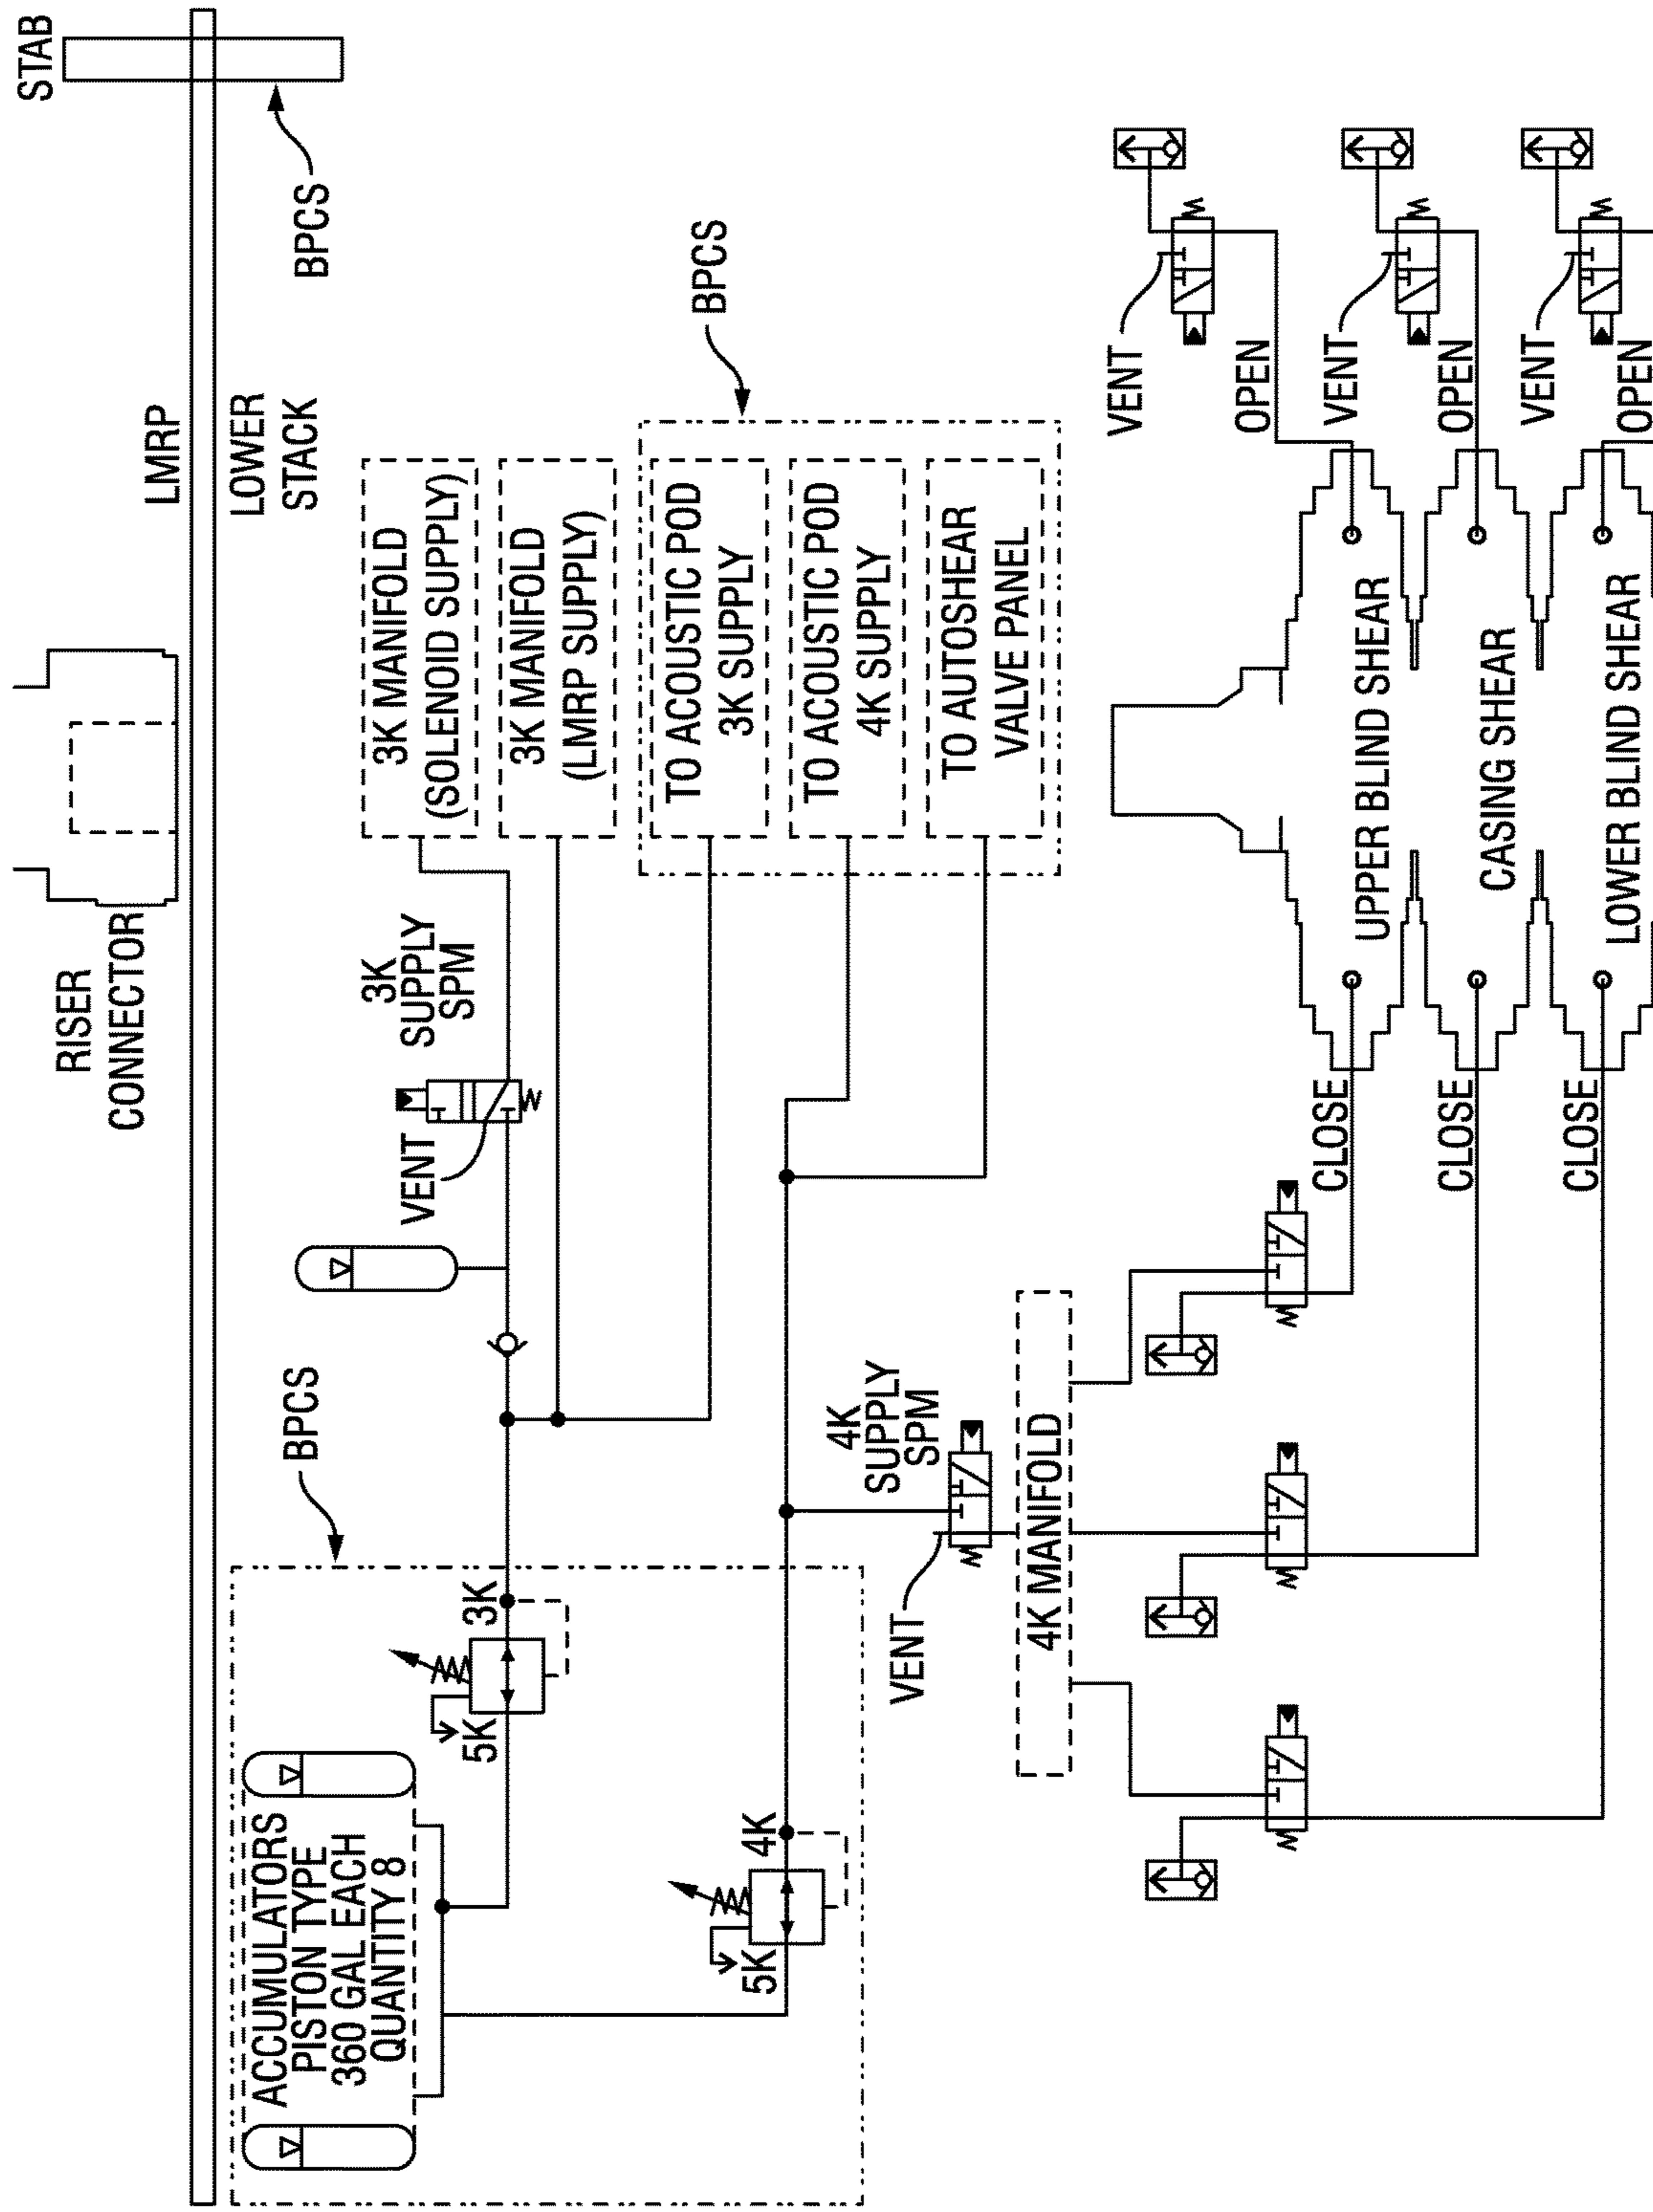 STAB
RISER
CONNECTOR
LMRP
LOWER
STACK
BPCS
BPCS
ACCUMULATORS
PISTON TYPE
360 GAL EACH
QUANTITY 8
3K
SUPPLY
SPM
VENT
3K MANIFOLD
(SOLENOID SUPPLY)
5K
3K
3K MANIFOLD
(LMRP SUPPLY)
TO ACOUSTIC POD
3K SUPPLY
BPCS
5K
4K
TO ACOUSTIC POD
4K SUPPLY
4K
SUPPLY
SPM
VENT
TO AUTOSHEAR
VALVE PANEL
4K MANIFOLD
VENT
OPEN
CLOSE
UPPER BLIND SHEAR
VENT
OPEN
CLOSE
CASING SHEAR
VENT
OPEN
CLOSE
LOWER BLIND SHEAR